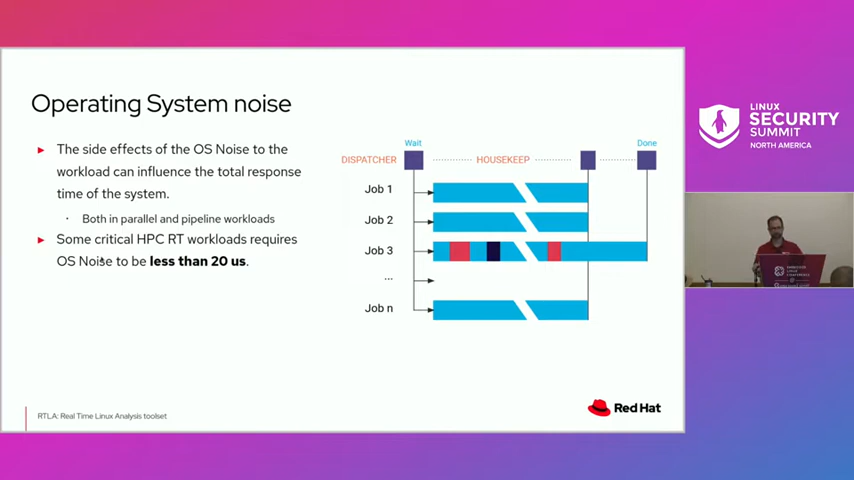 Operating System noise
The side effects of the OS Noise to the
workload can influence the total response
time of the system.
Both in parallel and pipeline workloads
Some critical HPC RT workloads requires
OS Noise to be less than 20 us.
Wait
Done
DISPATCHER
HOUSEKEEP
Job 1
Job 2
Job 3
...
Job n
RTLA: Real Time Linux Analysis toolset
Red Hat
LINUX
SECURITY
SUMMIT
NORTH AMERICA